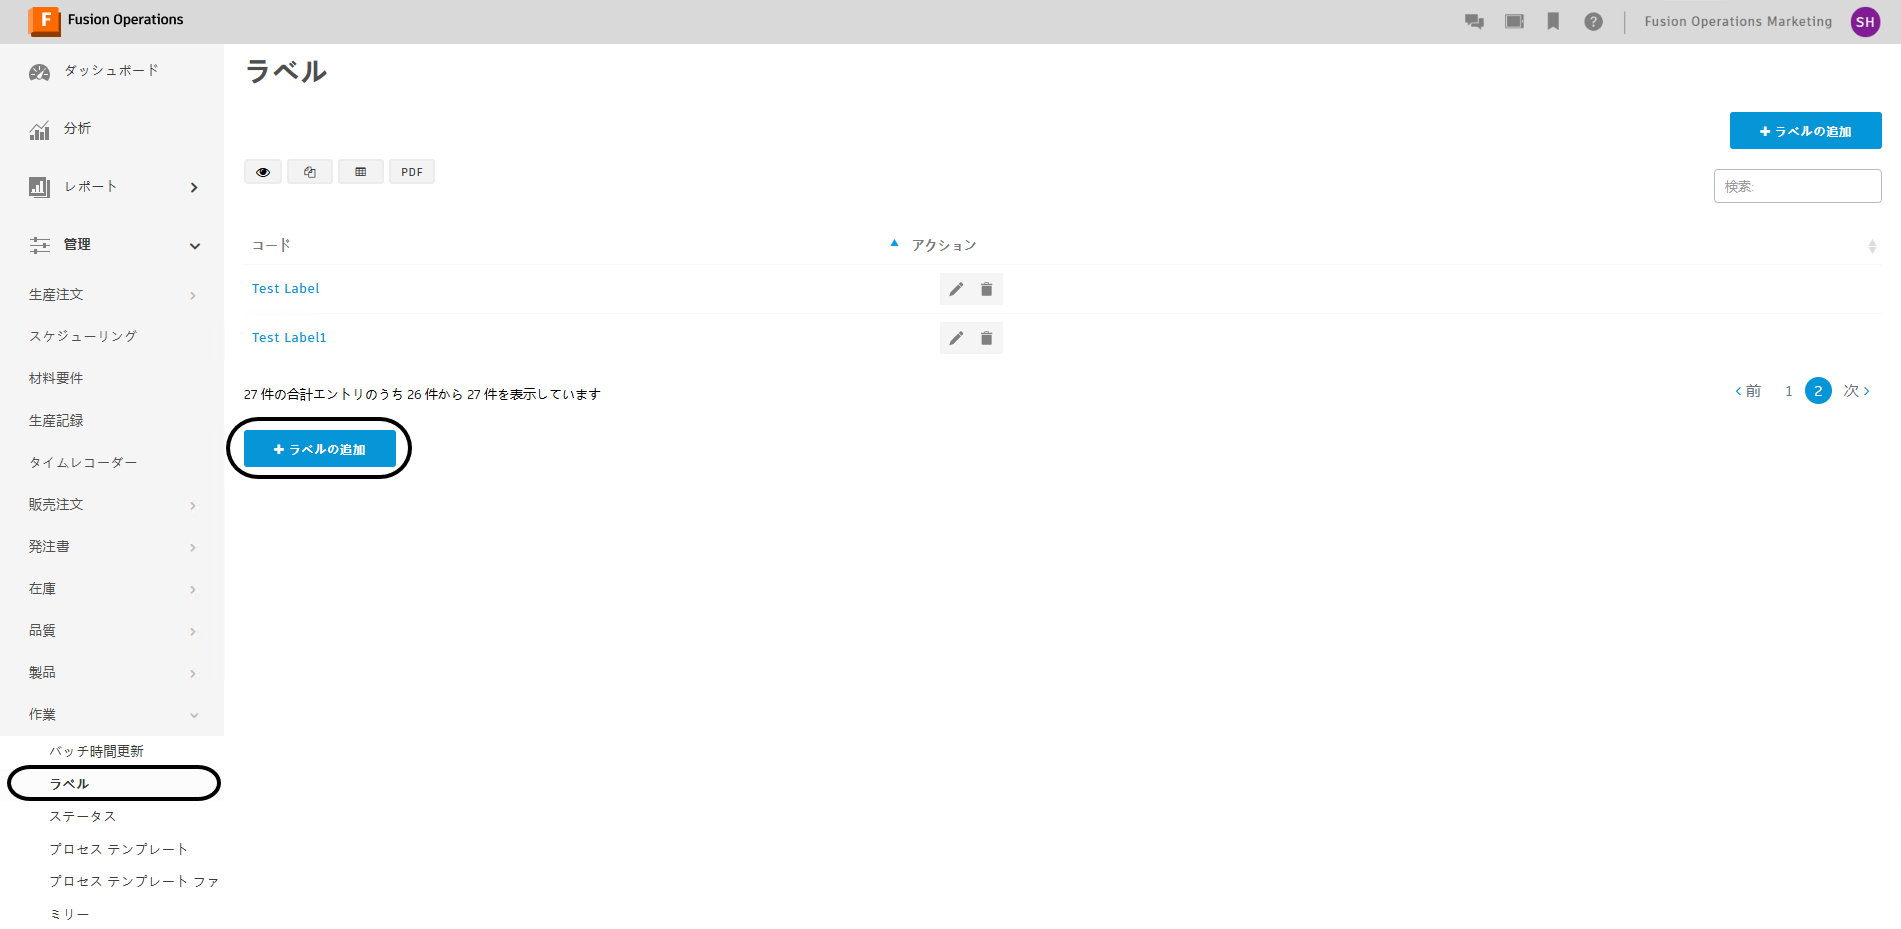 F Fusion Operations
Fusion Operations Marketing SH
ダッシュボード
分析
レポート
管理
生産注文
スケジューリング
材料要件
生産記録
タイムレコーダー
販売注文
発注書
在庫
品質
製品
作業
バッチ時間更新
ラベル
ステータス
プロセス テンプレート
プロセス テンプレート ファ
ミリー
ラベル
ラベルの追加
PDF
検索:
コード アクション
Test Label
Test Label1
27 件の合計エントリのうち 26 件から 27 件を表示しています
前 1 2 次
ラベルの追加